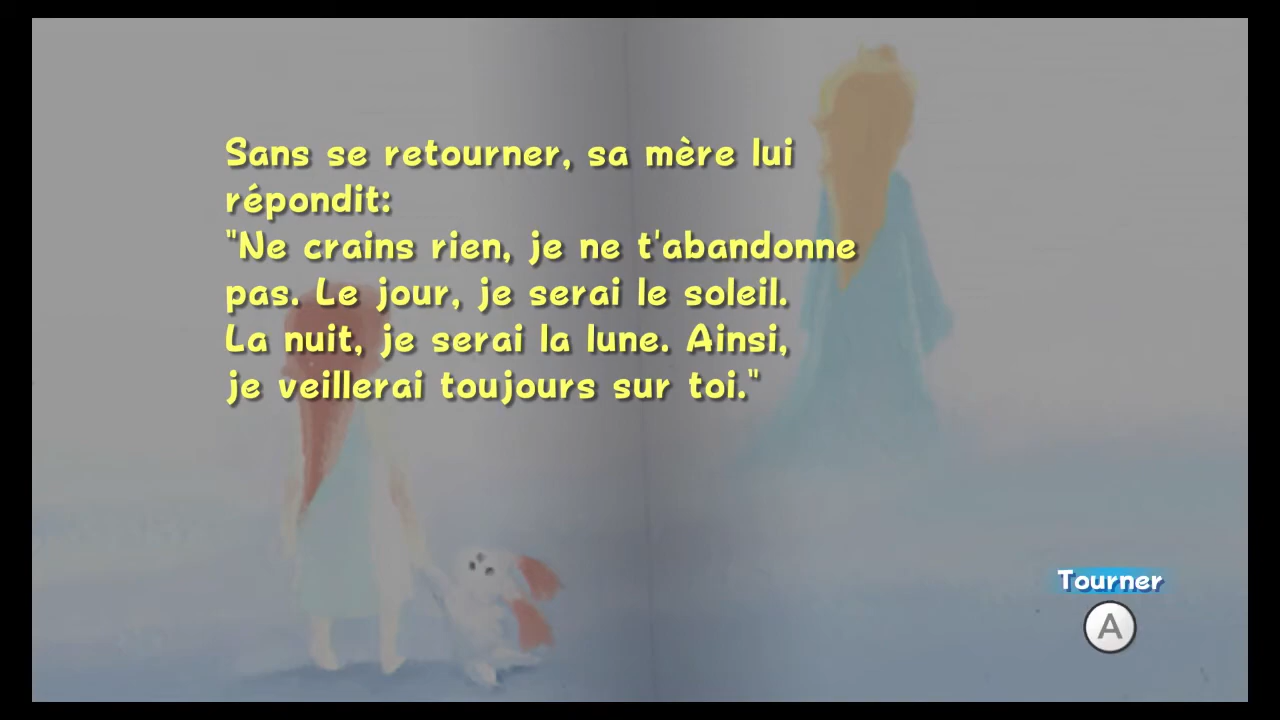 Sans se retourner, sa mère lui
répondit:
"Ne crains rien, je ne t'abandonne
pas. Le jour, je serai le soleil.
La nuit, je serai la lune. Ainsi,
je veillerai toujours sur toi."
Tourner
A